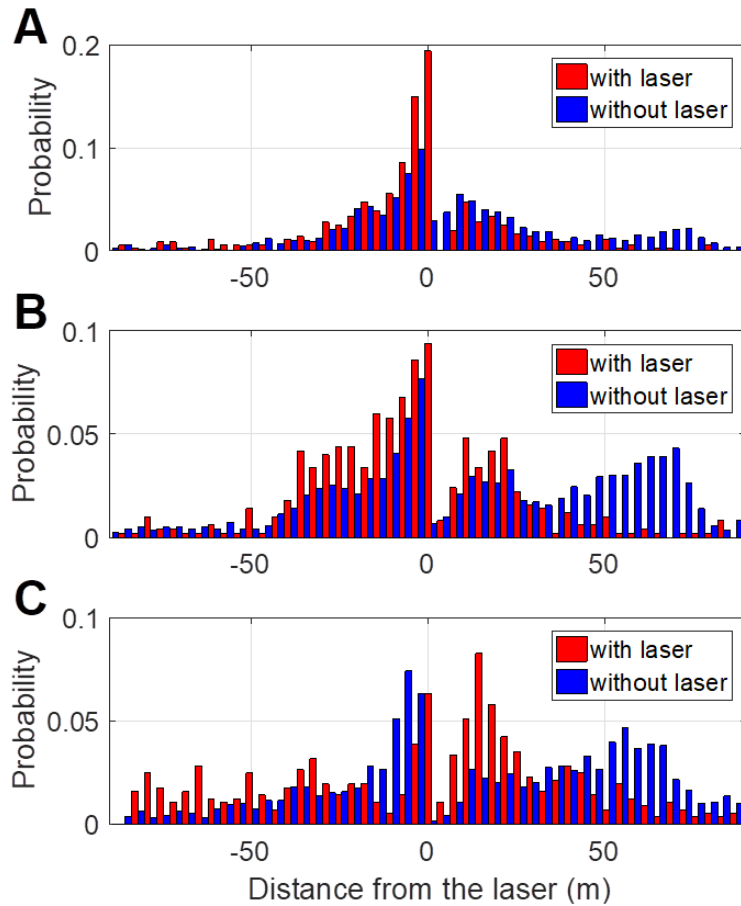 A
Probability
0.2
0.1
0
with laser
without laser
-50
0
50
B
Probability
0.1
0.05
0
with laser
without laser
-50
0
50
C
Probability
0.1
0.05
0
with laser
without laser
-50
0
50
Distance from the laser (m)